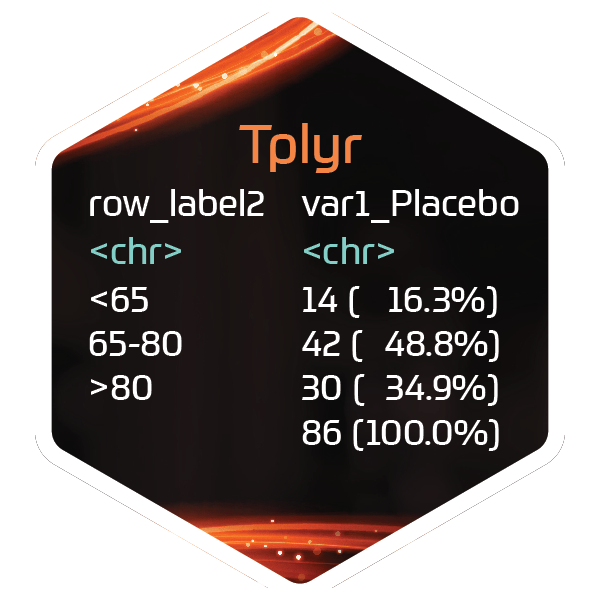 Tplyr
row_label2 var1_Placebo
<chr> <chr>
<65 14 (  16.3%)
65-80 42 (  48.8%)
>80 30 (  34.9%)
86 (100.0%)